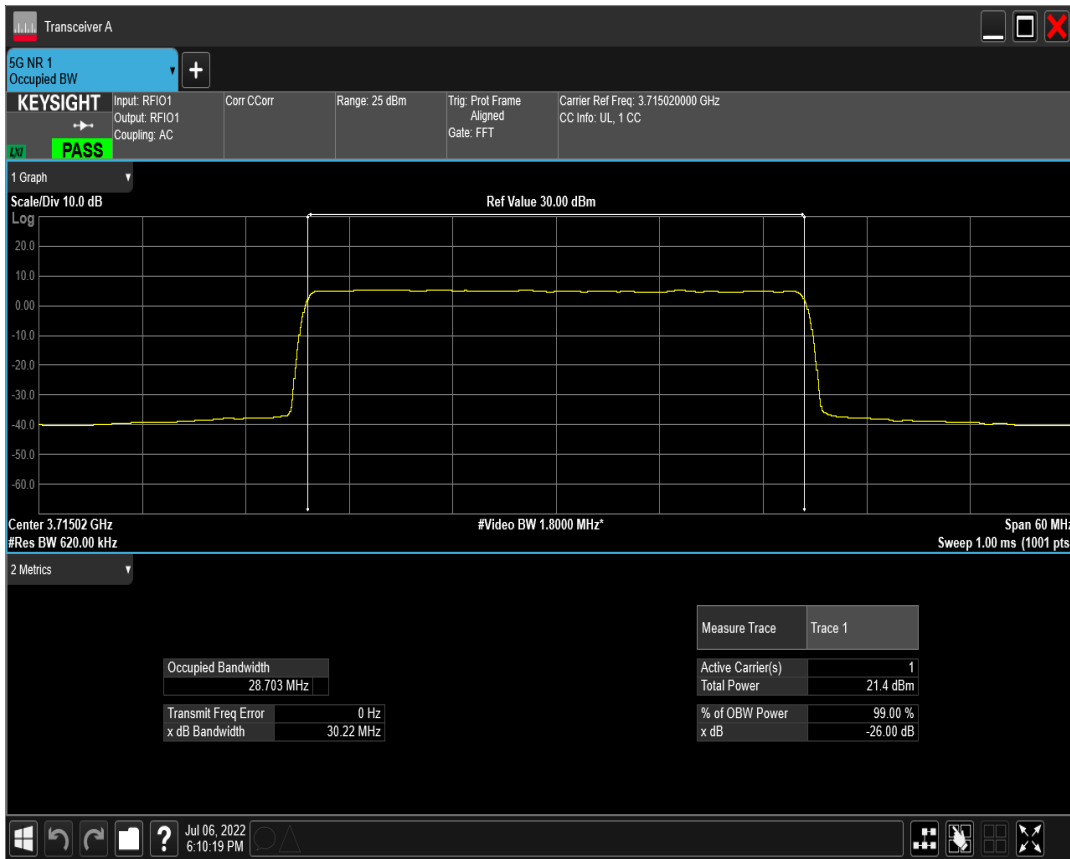 Transceiver A
5G NR 1
Occupied BW
+
KEYSIGHT
LXI
PASS
Input: RFIO1
Output: RFIO1
Coupling: AC
Corr CCorr
Range: 25 dBm
Trig: Prot Frame
Aligned
Gate: FFT
Carrier Ref Freq: 3.715020000 GHz
CC Info: UL, 1 CC
1 Graph
Scale/Div 10.0 dB
Ref Value 30.00 dBm
Log
20.0
10.0
0.00
-10.0
-20.0
-30.0
-40.0
-50.0
-60.0
Center 3.71502 GHz
#Video BW 1.8000 MHz*
Span 60 MHz
#Res BW 620.00 kHz
Sweep 1.00 ms (1001 pts
2 Metrics
Measure Trace Trace 1
Occupied Bandwidth
28.703 MHz
Active Carrier(s) 1
Total Power 21.4 dBm
Transmit Freq Error 0 Hz
x dB Bandwidth 30.22 MHz
% of OBW Power 99.00 %
x dB -26.00 dB
?
Jul 06, 2022
6:10:19 PM